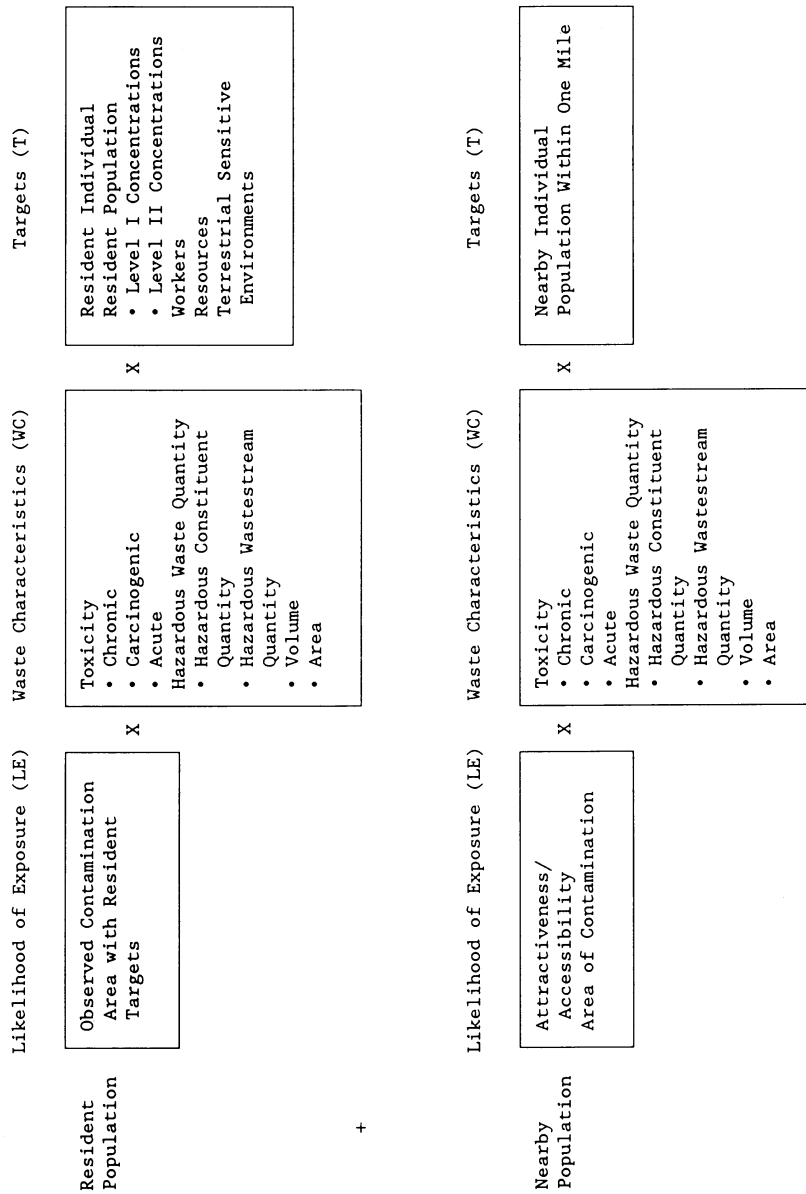 Resident
Population
Likelihood of Exposure (LE)
Observed Contamination
Area with Resident
Targets
X
Waste Characteristics (WC)
Toxicity
• Chronic
• Carcinogenic
• Acute
Hazardous Waste Quantity
• Hazardous Constituent
Quantity
• Hazardous Wastestream
Quantity
• Volume
• Area
X
Targets (T)
Resident Individual
Resident Population
• Level I Concentrations
• Level II Concentrations
Workers
Resources
Terrestrial Sensitive
Environments
+
Nearby
Population
Likelihood of Exposure (LE)
Attractiveness/
Accessibility
Area of Contamination
X
Waste Characteristics (WC)
Toxicity
• Chronic
• Carcinogenic
• Acute
Hazardous Waste Quantity
• Hazardous Constituent
Quantity
• Hazardous Wastestream
Quantity
• Volume
• Area
X
Targets (T)
Nearby Individual
Population Within One Mile